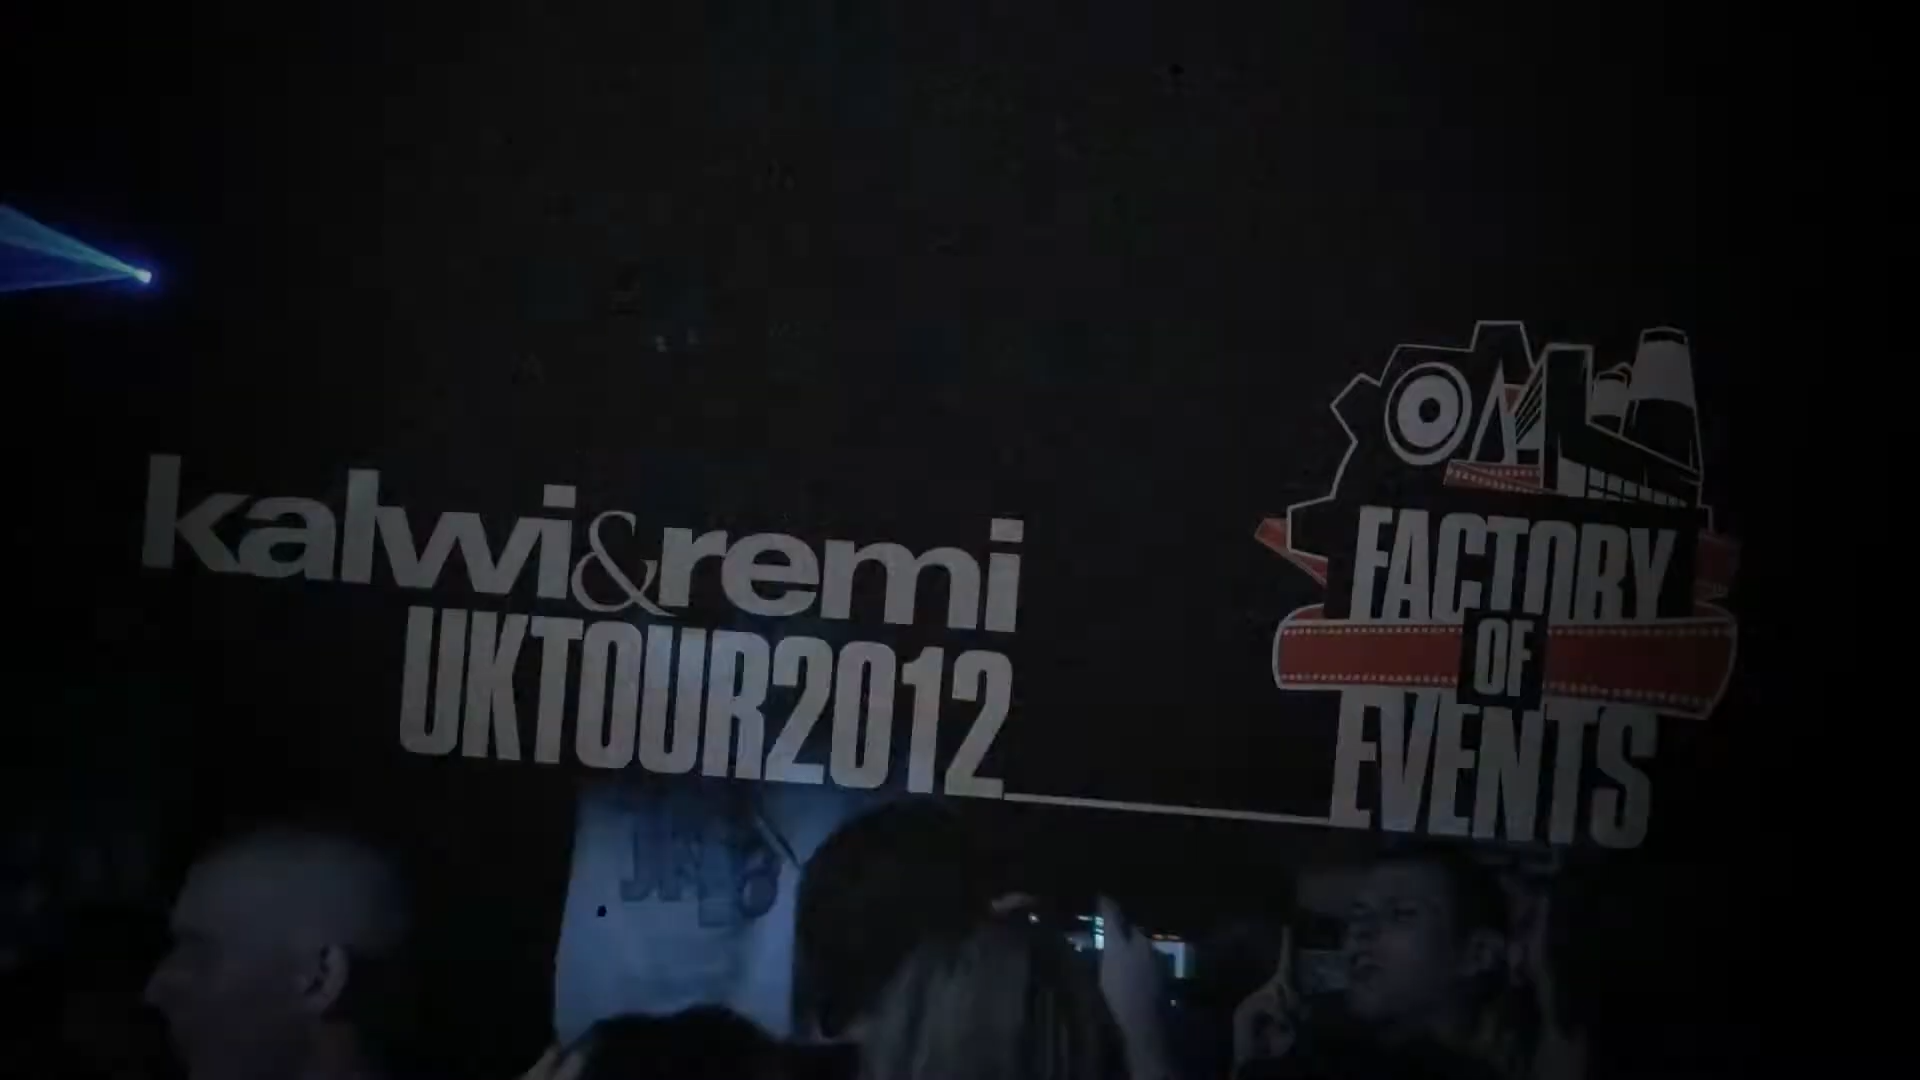 kalwi&remi
UKTOUR2012
FACTORY
OF
EVENTS